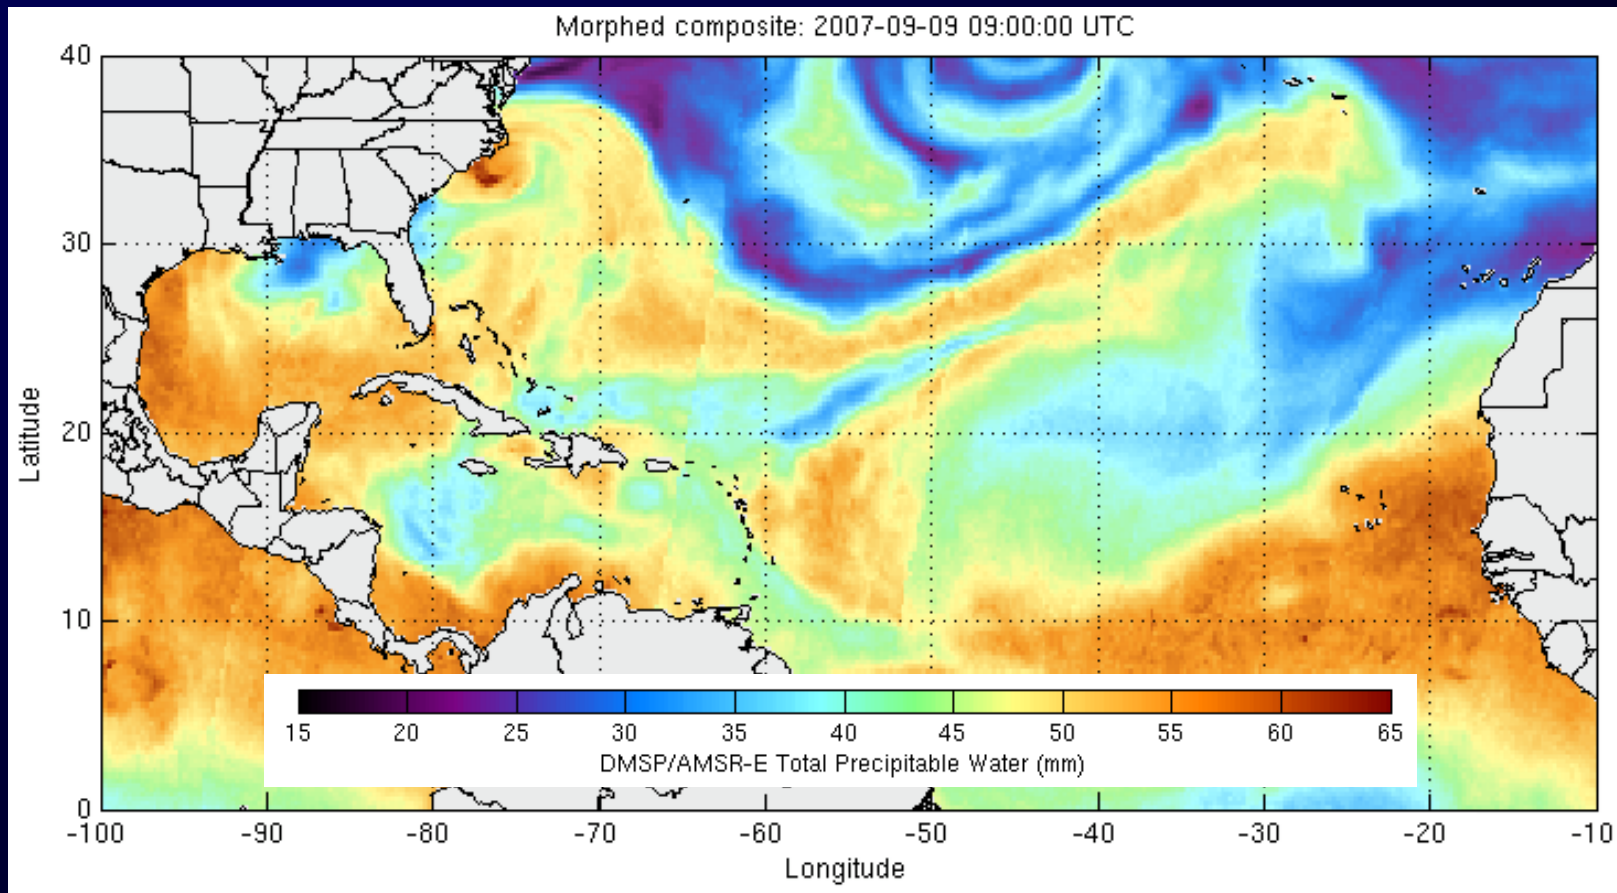 Morphed composite: 2007-09-09 09:00:00 UTC
40
30
20
10
0
Latitude
15 20 25 30 35 40 45 50 55 60 65
DMSP/AMSR-E Total Precipitable Water (mm)
-100 -90 -80 -70 -60 -50 -40 -30 -20 -10
Longitude